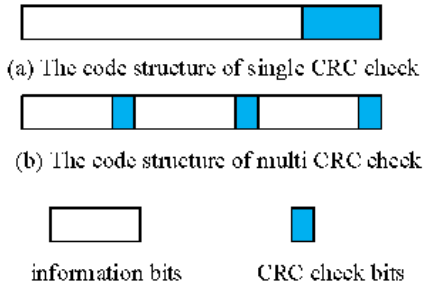 (a) The code structure of single CRC check
(b) The code structure of multi CRC check
information bits
CRC check bits